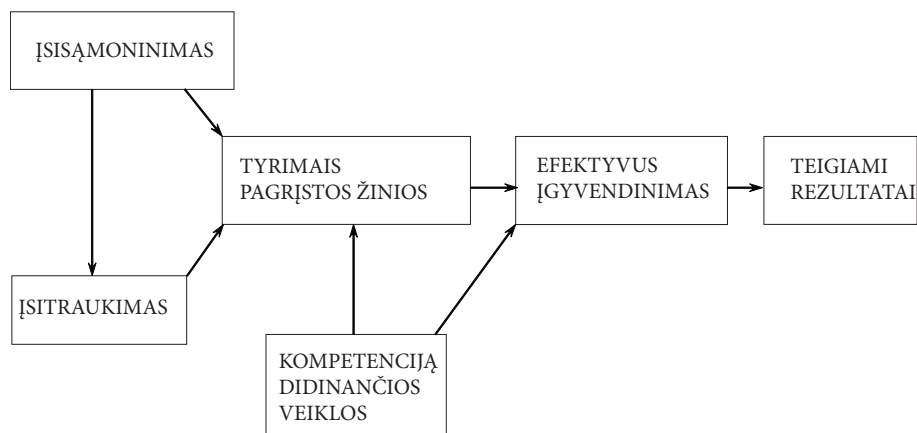 ĮSISĄMONINIMAS
TYRIMAIS
PAGRĮSTOS ŽINIOS
EFEKTYVUS
ĮGYVENDINIMAS
TEIGIAMI
REZULTATAI
ĮSITRAUKIMAS
KOMPETENCIJĄ
DIDINANČIOS
VEIKLOS